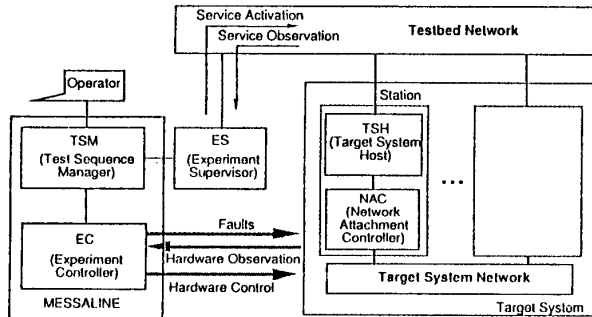 Service Activation
Service Observation
Testbed Network
Operator
Station
TSM
(Test Sequence
Manager)
ES
(Experiment
Supervisor)
TSH
(Target System
Host)
...
NAC
(Network
Attachment
Controller)
EC
(Experiment
Controller)
Faults
Hardware Observation
Hardware Control
Target System Network
MESSALINE
Target System